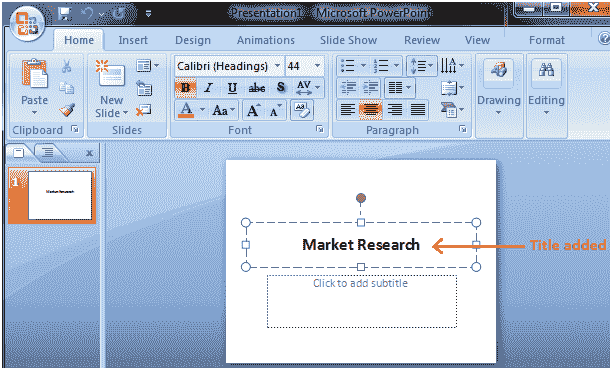 Presentation1 - Microsoft PowerPoint
Home Insert Design Animations Slide Show Review View Format
Calibri (Headings) 44
B I U abc S AV
A Aa A A
Paste New Slide Drawing Editing
Clipboard Slides Font Paragraph
1
Market Research
Market Research
Title added
Click to add subtitle